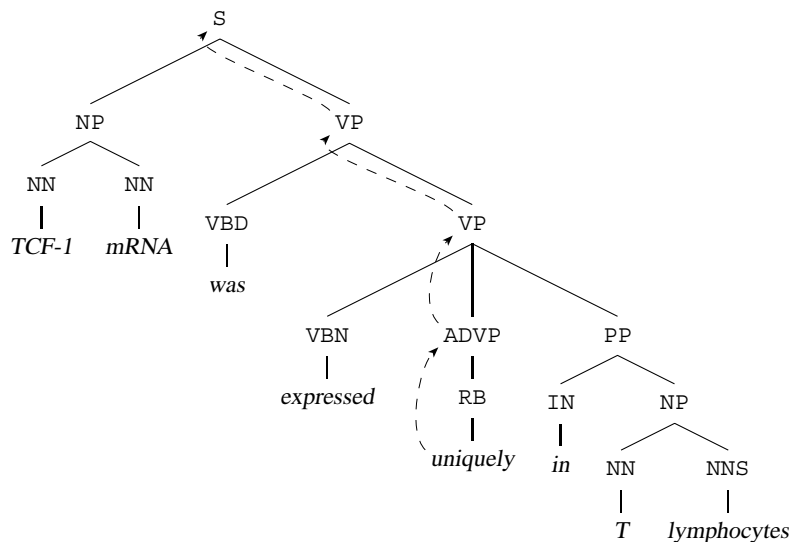 S
NP VP
NN NN VBD VP
TCF-1 mRNA was
VBN ADVP PP
expressed RB IN NP
uniquely in NN NNS
T lymphocytes